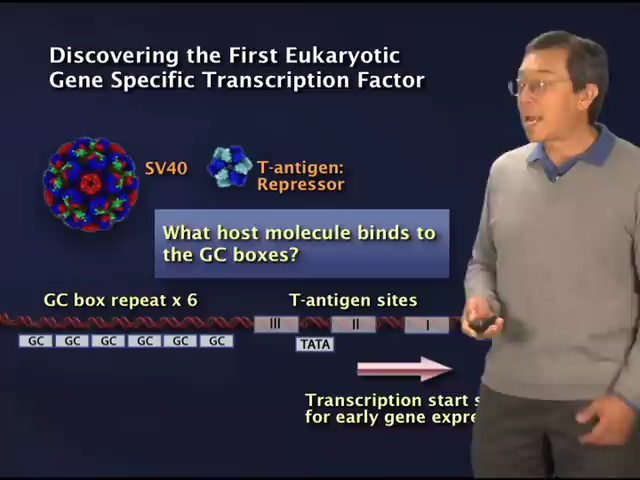 Discovering the First Eukaryotic
Gene Specific Transcription Factor
SV40
T-antigen:
Repressor
What host molecule binds to
the GC boxes?
GC box repeat x 6
T-antigen sites
III II I
GC GC GC GC GC GC
TATA
Transcription start
for early gene